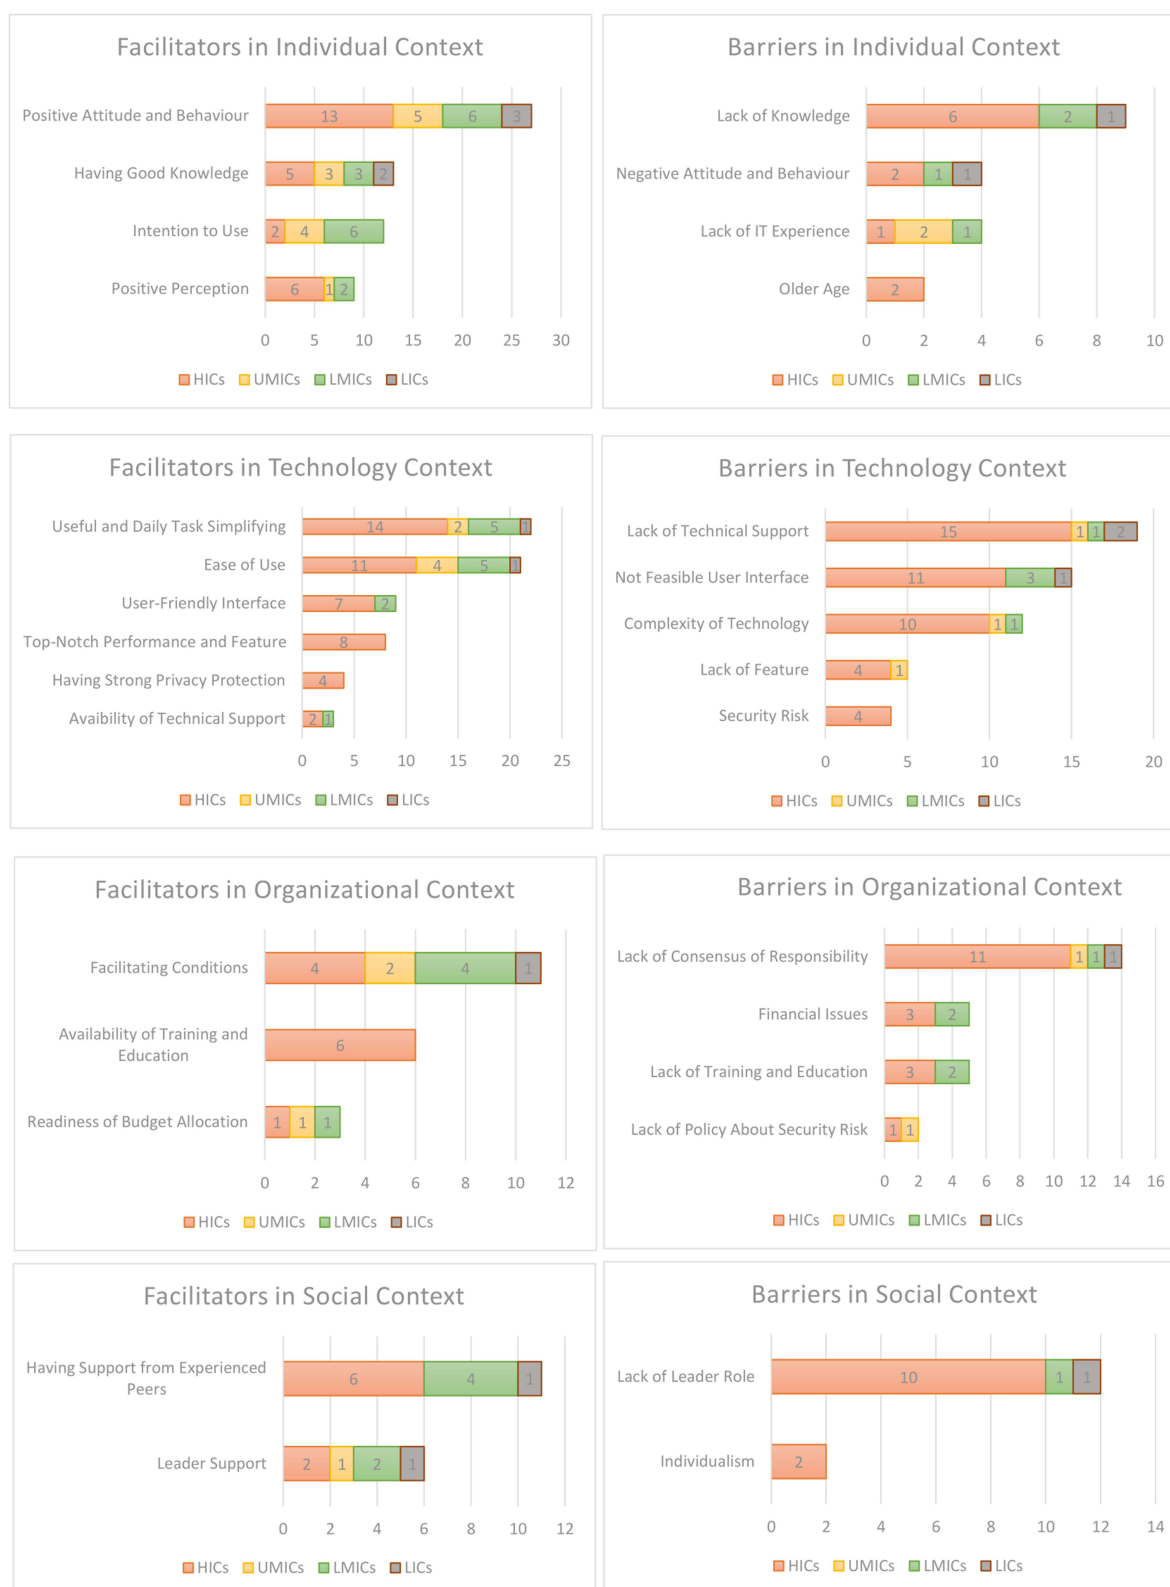 Facilitators in Individual Context
Positive Attitude and Behaviour 13 5 6 3
Having Good Knowledge 5 3 3 2
Intention to Use 2 4 6
Positive Perception 6 1 2
0 5 10 15 20 25 30
HICs UMICs LMICs LICs
Barriers in Individual Context
Lack of Knowledge 6 2 1
Negative Attitude and Behaviour 2 1 1
Lack of IT Experience 1 2 1
Older Age 2
0 2 4 6 8 10
HICs UMICs LMICs LICs
Facilitators in Technology Context
Useful and Daily Task Simplifying 14 2 5 1
Ease of Use 11 4 5 1
User-Friendly Interface 7 2
Top-Notch Performance and Feature 8
Having Strong Privacy Protection 4
Avaibility of Technical Support 2 1
0 5 10 15 20 25
HICs UMICs LMICs LICs
Barriers in Technology Context
Lack of Technical Support 15 1 1 2
Not Feasible User Interface 11 3 1
Complexity of Technology 10 1 1
Lack of Feature 4 1
Security Risk 4
0 5 10 15 20
HICs UMICs LMICs LICs
Facilitators in Organizational Context
Facilitating Conditions 4 2 4 1
Availability of Training and
Education 6
Readiness of Budget Allocation 1 1 1
0 2 4 6 8 10 12
HICs UMICs LMICs LICs
Barriers in Organizational Context
Lack of Consensus of Responsibility 11 1 1 1
Financial Issues 3 2
Lack of Training and Education 3 2
Lack of Policy About Security Risk 1 1
0 2 4 6 8 10 12 14 16
HICs UMICs LMICs LICs
Facilitators in Social Context
Having Support from Experienced
Peers 6 4 1
Leader Support 2 1 2 1
0 2 4 6 8 10 12
HICs UMICs LMICs LICs
Barriers in Social Context
Lack of Leader Role 10 1 1
Individualism 2
0 2 4 6 8 10 12 14
HICs UMICs LMICs LICs